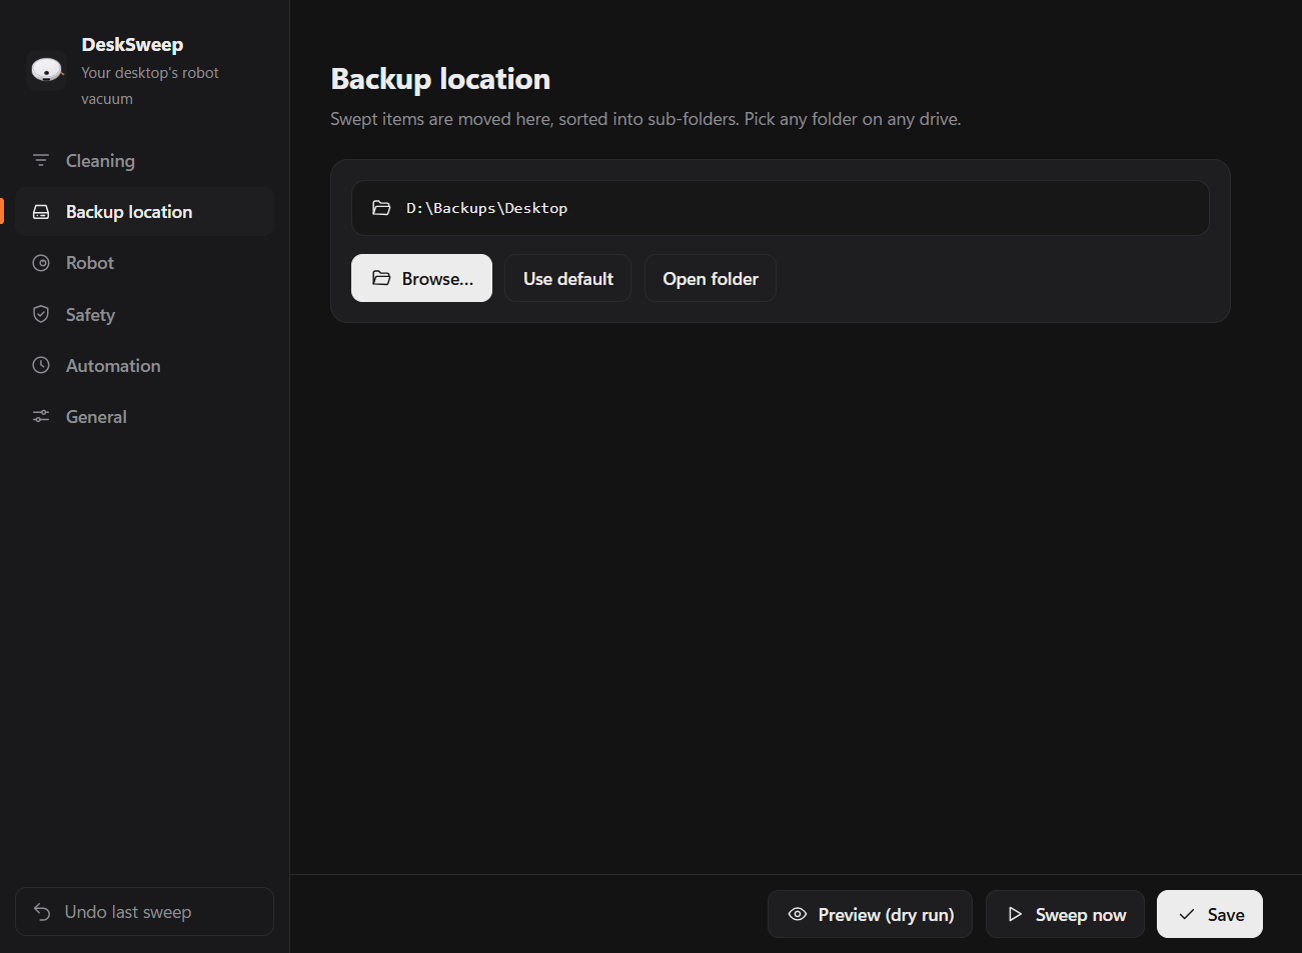 DeskSweep
Your desktop's robot
vacuum
Cleaning
Backup location
Robot
Safety
Automation
General
Undo last sweep
Backup location
Swept items are moved here, sorted into sub-folders. Pick any folder on any drive.
D:\Backups\Desktop
Browse...
Use default
Open folder
Preview (dry run)
Sweep now
Save